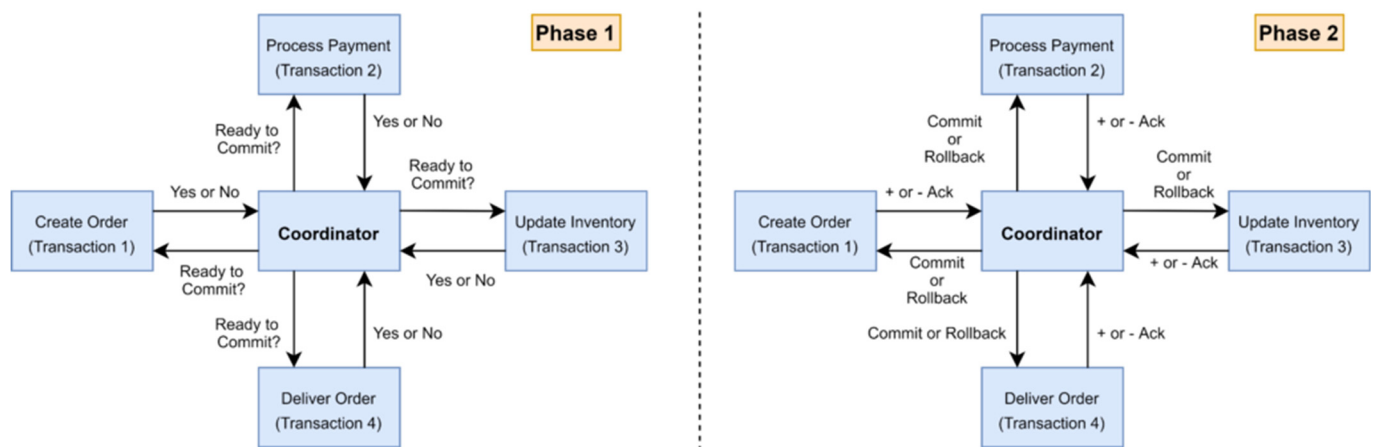 Process Payment
(Transaction 2)
Phase 1
Ready to
Commit?
Yes or No
Ready to
Commit?
Yes or No
Create Order
(Transaction 1)
Coordinator
Update Inventory
(Transaction 3)
Ready to
Commit?
Yes or No
Ready to
Commit?
Yes or No
Deliver Order
(Transaction 4)
Process Payment
(Transaction 2)
Phase 2
Commit
or
Rollback
+ or - Ack
Commit
or
Rollback
+ or - Ack
Create Order
(Transaction 1)
Coordinator
Update Inventory
(Transaction 3)
Commit
or
Rollback
+ or - Ack
Commit or Rollback
+ or - Ack
Deliver Order
(Transaction 4)